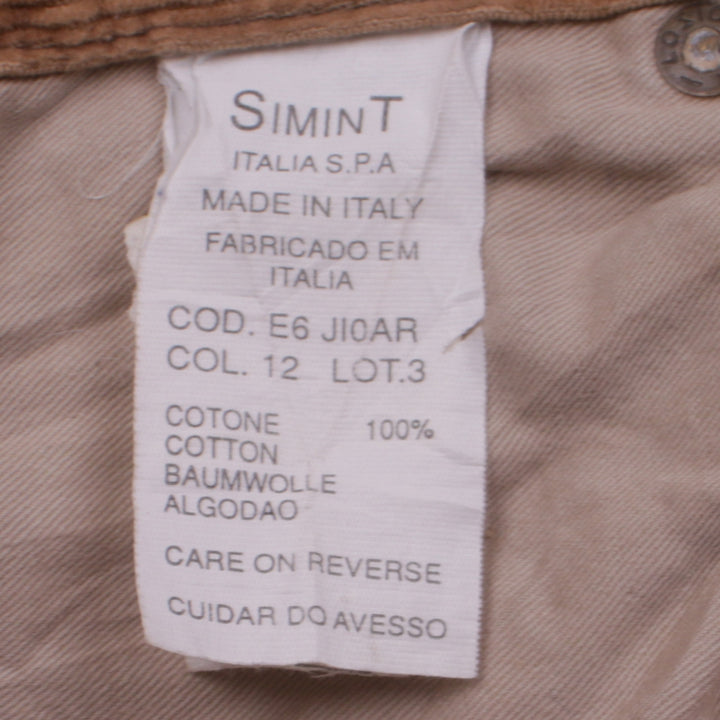 SIMINT
ITALIA S.P.A
MADE IN ITALY
FABRICADO EM
ITALIA
COD. E6 JI0AR
COL. 12 LOT.3
COTONE 100%
COTTON
BAUMWOLLE
ALGODAO
CARE ON REVERSE
CUIDAR DO AVESSO